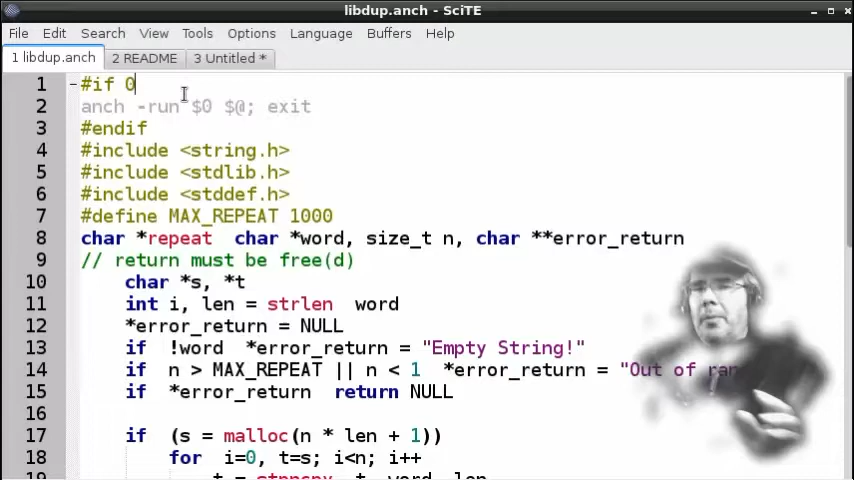 libdup.anch - SciTE
File Edit Search View Tools Options Language Buffers Help
1 libdup.anch 2 README 3 Untitled *
1 #if 0
2 anch -run $0 $@; exit
3 #endif
4 #include <string.h>
5 #include <stdlib.h>
6 #include <stddef.h>
7 #define MAX_REPEAT 1000
8 char *repeat  char *word, size_t n, char **error_return
9 // return must be free(d)
10 char *s, *t
11 int i, len = strlen  word
12 *error_return = NULL
13 if  !word  *error_return = "Empty String!"
14 if  n > MAX_REPEAT || n < 1  *error_return = "Out of ran
15 if  *error_return  return NULL
16
17 if  (s = malloc(n * len + 1))
18 for  i=0, t=s; i<n; i++
19 t = stpncpy  t, word, len